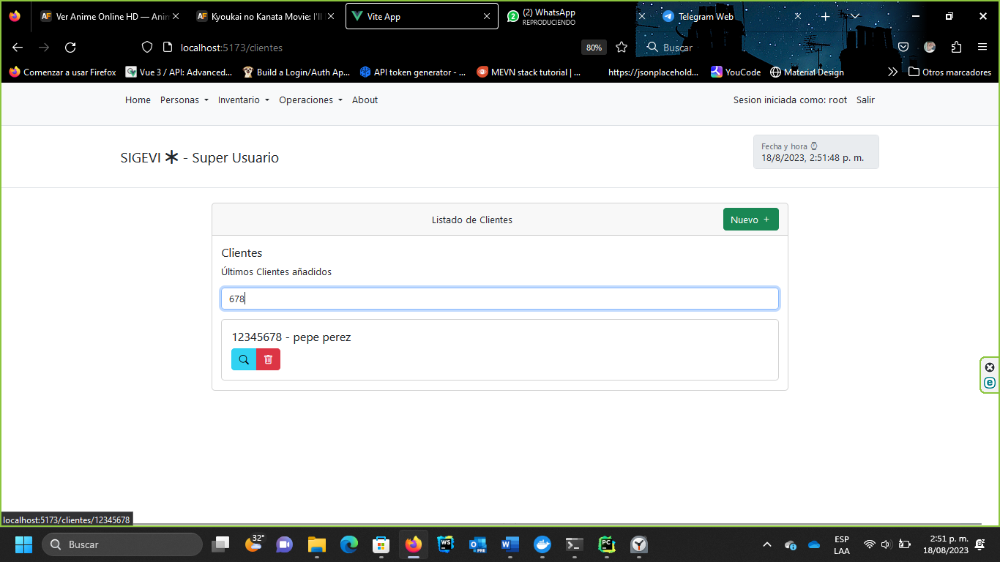 Ver Anime Online HD — Anim
Kyoukai no Kanata Movie: I'll
Vite App
(2) WhatsApp
REPRODUCIENDO
Telegram Web
localhost:5173/clientes
80%
Buscar
Comenzar a usar Firefox
Vue 3 / API: Advanced...
Build a Login/Auth Ap...
API token generator - ...
MEVN stack tutorial | ...
https://jsonplacehold...
YouCode
Material Design
Otros marcadores
Home Personas Inventario Operaciones About
Sesion iniciada como: root Salir
SIGEVI * - Super Usuario
Fecha y hora ⌚
18/8/2023, 2:51:48 p. m.
Listado de Clientes
Nuevo +
Clientes
Últimos Clientes añadidos
678
12345678 - pepe perez
localhost:5173/clientes/12345678
32°
Buscar
ESP
LAA
2:51 p. m.
18/08/2023